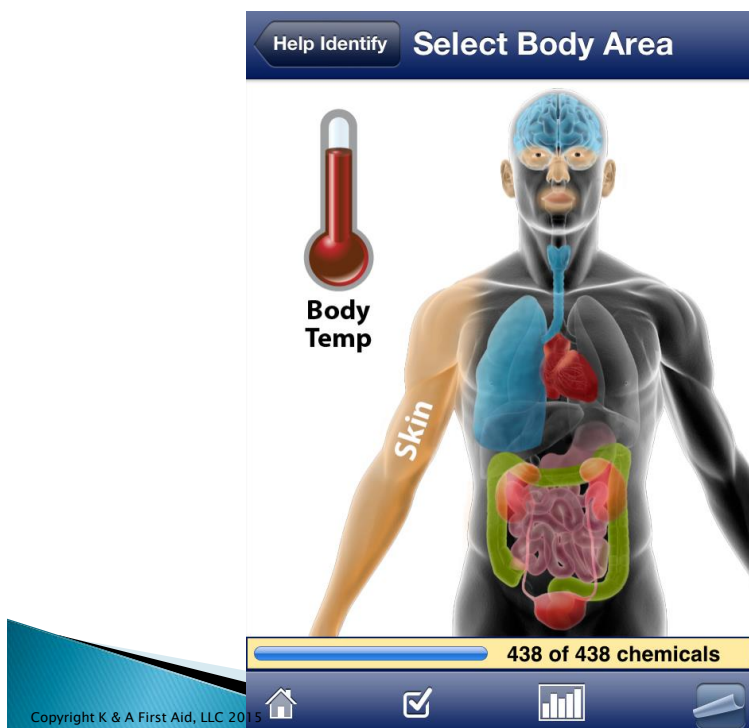 Help Identify
Select Body Area
Body
Temp
Skin
438 of 438 chemicals
Copyright K & A First Aid, LLC 2015